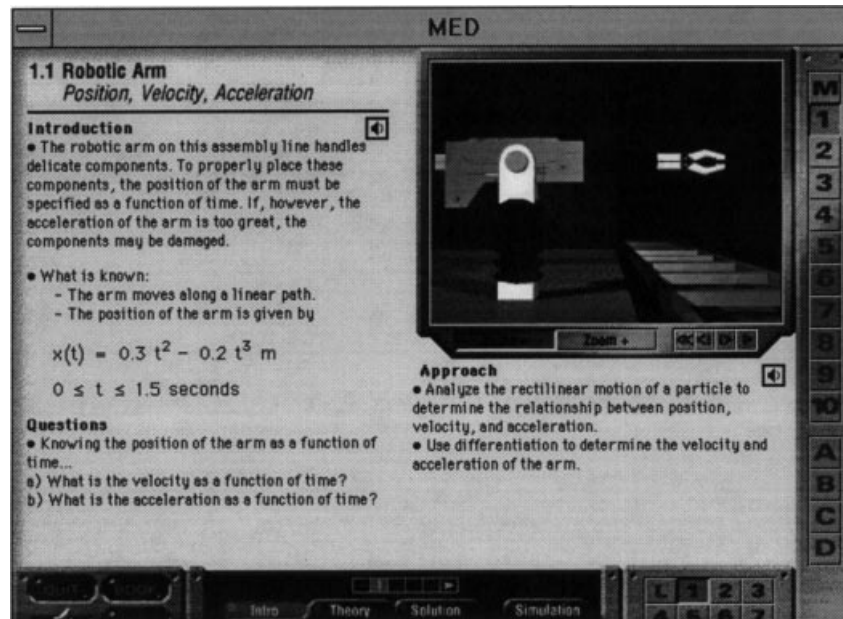 MED
1.1 Robotic Arm
Position, Velocity, Acceleration
Introduction
• The robotic arm on this assembly line handles
delicate components. To properly place these
components, the position of the arm must be
specified as a function of time. If, however, the
acceleration of the arm is too great, the
components may be damaged.
• What is known:
- The arm moves along a linear path.
- The position of the arm is given by
x(t) = 0.3 t² - 0.2 t³ m
0 ≤ t ≤ 1.5 seconds
Questions
• Knowing the position of the arm as a function of
time...
a) What is the velocity as a function of time?
b) What is the acceleration as a function of time?
Zoom +
Approach
• Analyze the rectilinear motion of a particle to
determine the relationship between position,
velocity, and acceleration.
• Use differentiation to determine the velocity and
acceleration of the arm.
M
1
2
3
4
5
6
7
8
9
10
A
B
C
D
1
Intro Theory Solution Simulation
L 1 2 3
4 5 6 7